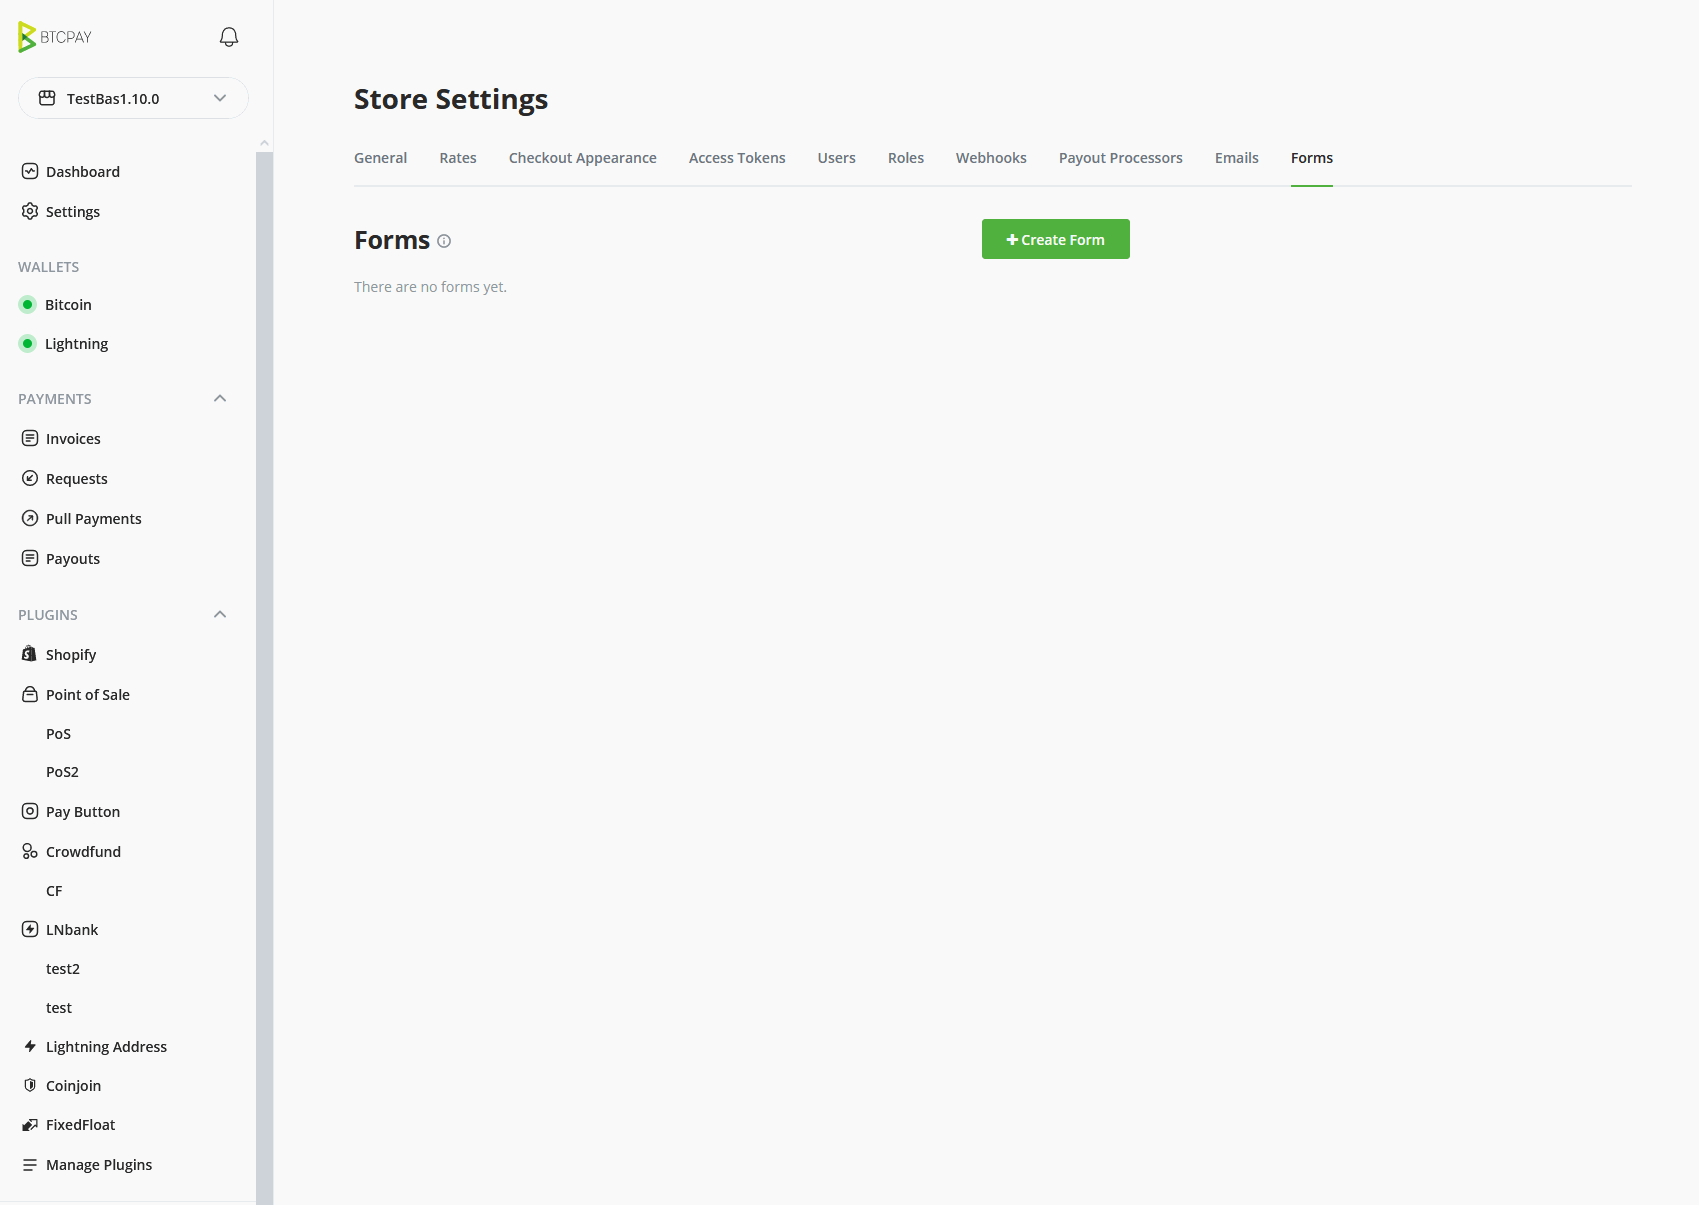 BTCPAY
TestBas1.10.0
Dashboard
Settings
WALLETS
Bitcoin
Lightning
PAYMENTS
Invoices
Requests
Pull Payments
Payouts
PLUGINS
Shopify
Point of Sale
PoS
PoS2
Pay Button
Crowdfund
CF
LNbank
test2
test
Lightning Address
Coinjoin
FixedFloat
Manage Plugins
Store Settings
General Rates Checkout Appearance Access Tokens Users Roles Webhooks Payout Processors Emails Forms
Forms
Create Form
There are no forms yet.